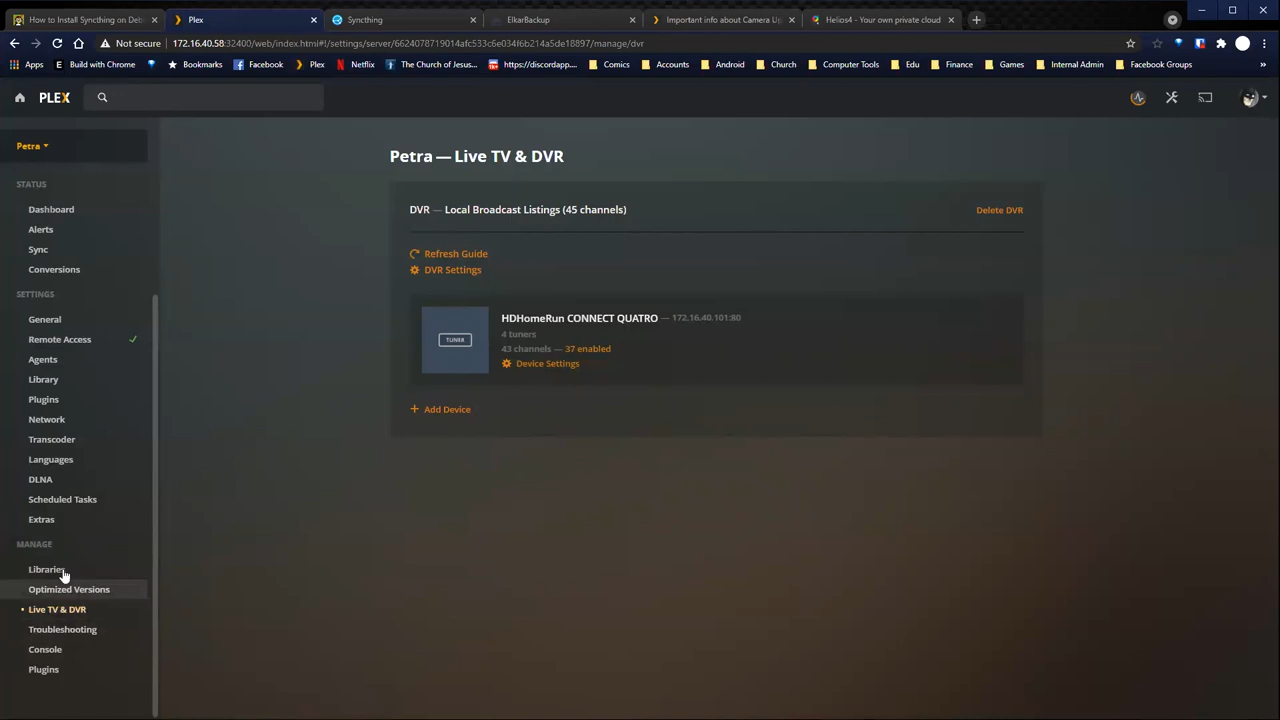 How to Install Syncthing on Deb
Plex
Syncthing
ElkarBackup
Important info about Camera Up
Helios4 - Your own private cloud
Not secure
172.16.40.58:32400/web/index.html#!/settings/server/6624078719014afc533c6e034f6b214a5de18897/manage/dvr
Apps
Build with Chrome
Bookmarks
Facebook
Plex
Netflix
The Church of Jesus...
https://discordapp....
Comics
Accounts
Android
Church
Computer Tools
Edu
Finance
Games
Internal Admin
Facebook Groups
»
PLEX
Petra
STATUS
Dashboard
Alerts
Sync
Conversions
SETTINGS
General
Remote Access
Agents
Library
Plugins
Network
Transcoder
Languages
DLNA
Scheduled Tasks
Extras
MANAGE
Libraries
Optimized Versions
Live TV & DVR
Troubleshooting
Console
Plugins
Petra — Live TV & DVR
DVR — Local Broadcast Listings (45 channels)
Delete DVR
Refresh Guide
DVR Settings
TUNER
HDHomeRun CONNECT QUATRO — 172.16.40.101:80
4 tuners
43 channels — 37 enabled
Device Settings
Add Device